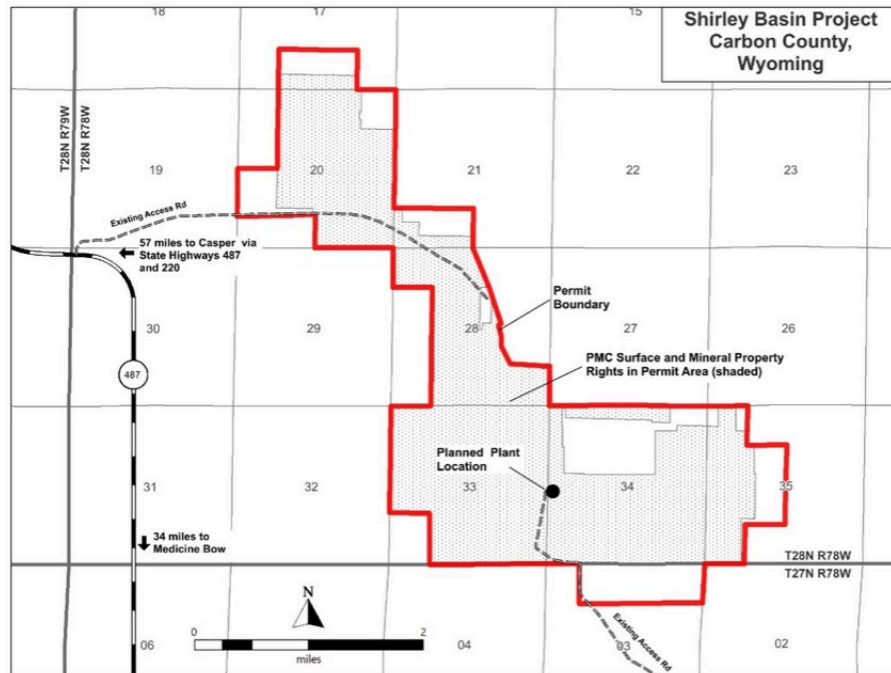 18
17
15
Shirley Basin Project
Carbon County,
Wyoming
T28N R79W
T28N R78W
19
20
21
22
23
Existing Access Rd
57 miles to Casper via
State Highways 487
and 220
Permit
Boundary
30
29
28
27
26
487
PMC Surface and Mineral Property
Rights in Permit Area (shaded)
Planned Plant
Location
31
32
33
34
35
34 miles to
Medicine Bow
T28N R78W
T27N R78W
N
0
2
miles
06
04
03
02
Existing Access Rd